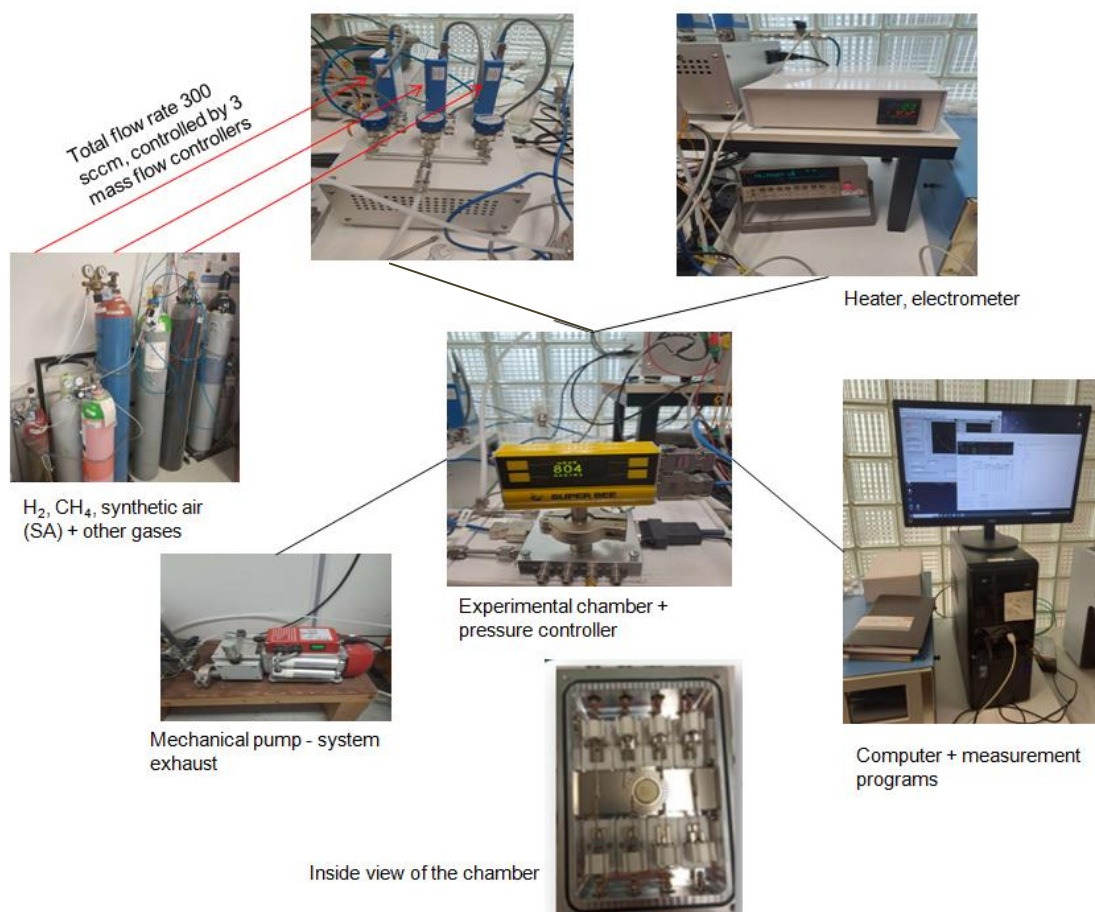 Total flow rate 300
sccm, controlled by 3
mass flow controllers
Heater, electrometer
H₂, CH₄, synthetic air
(SA) + other gases
804
SUPER BEE
Experimental chamber +
pressure controller
Mechanical pump - system
exhaust
Computer + measurement
programs
Inside view of the chamber